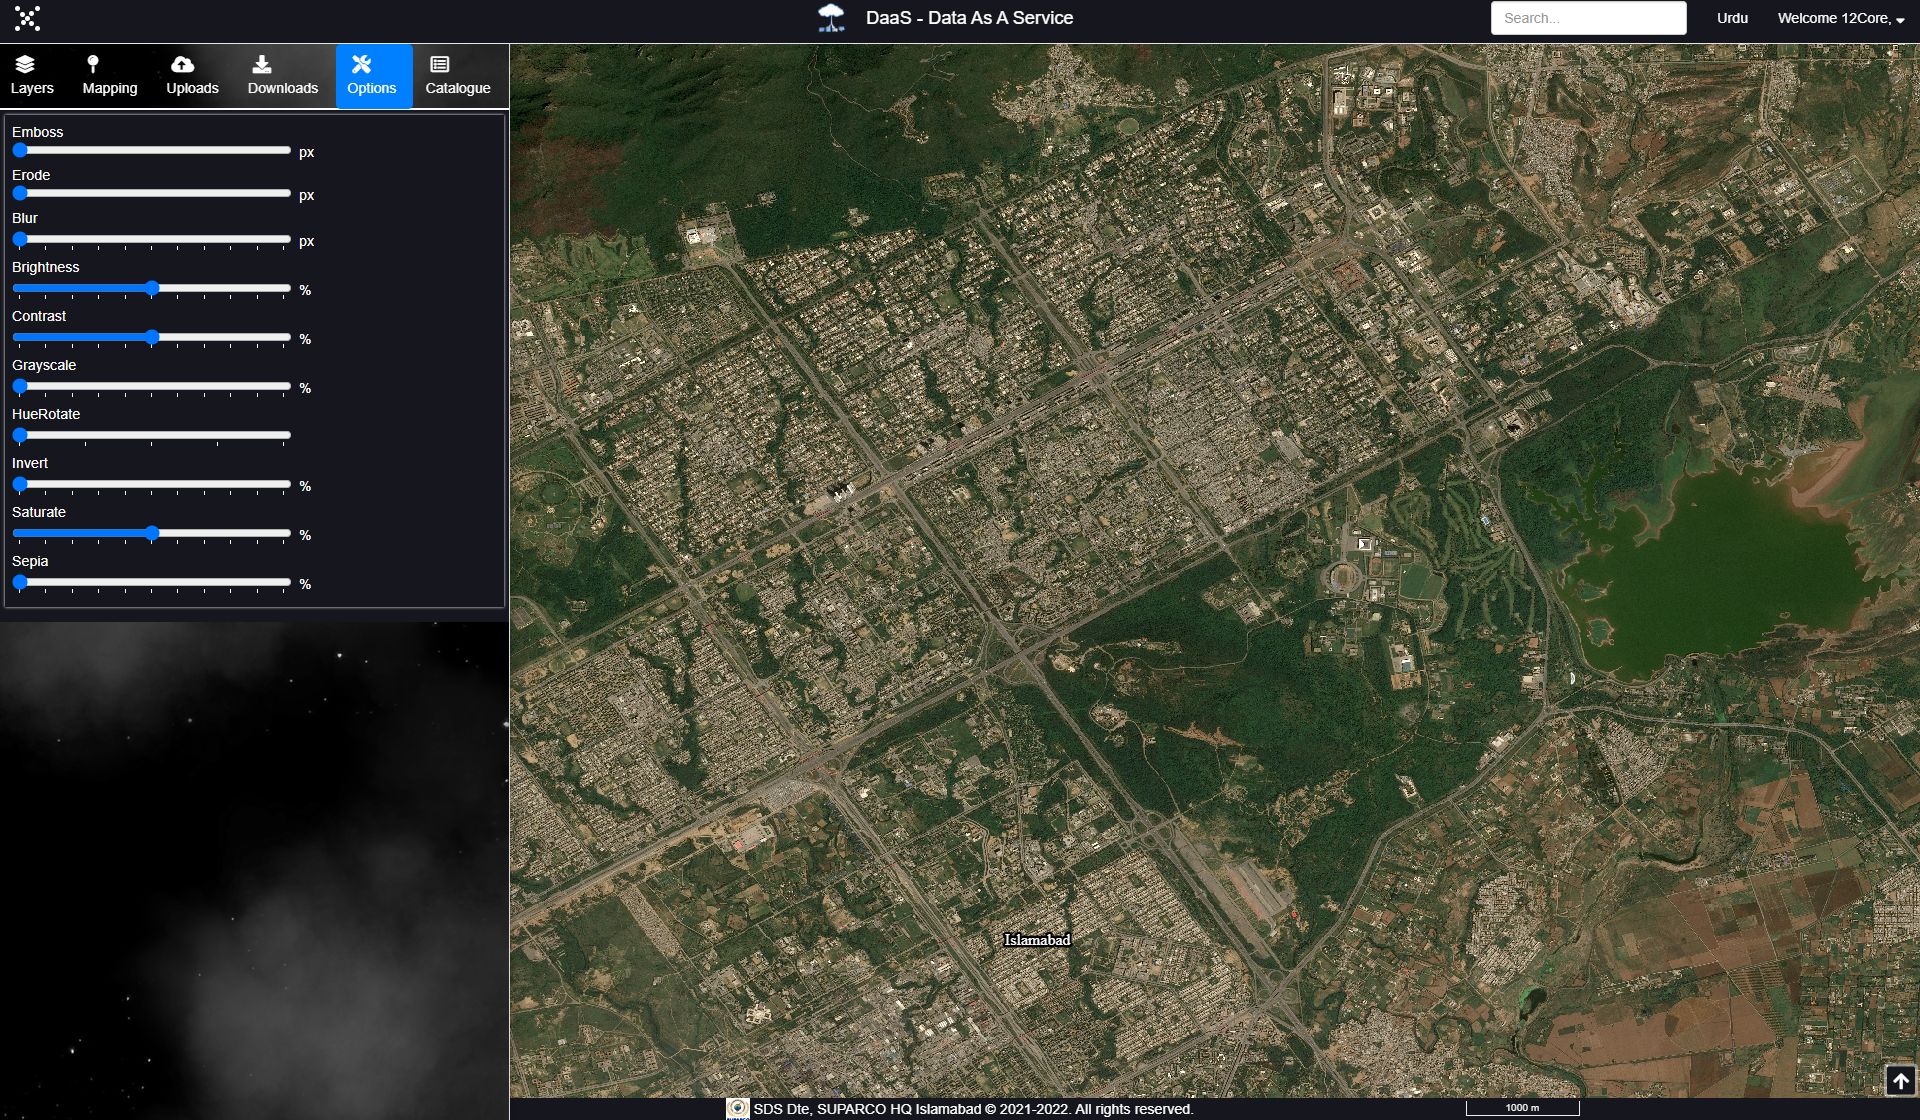 DaaS - Data As A Service
Search...
Urdu
Welcome 12Core,
Layers
Mapping
Uploads
Downloads
Options
Catalogue
Emboss
px
Erode
px
Blur
px
Brightness
%
Contrast
%
Grayscale
%
HueRotate
Invert
%
Saturate
%
Sepia
%
Islamabad
SUPARCO
SDS Dte, SUPARCO HQ Islamabad © 2021-2022. All rights reserved.
1000 m